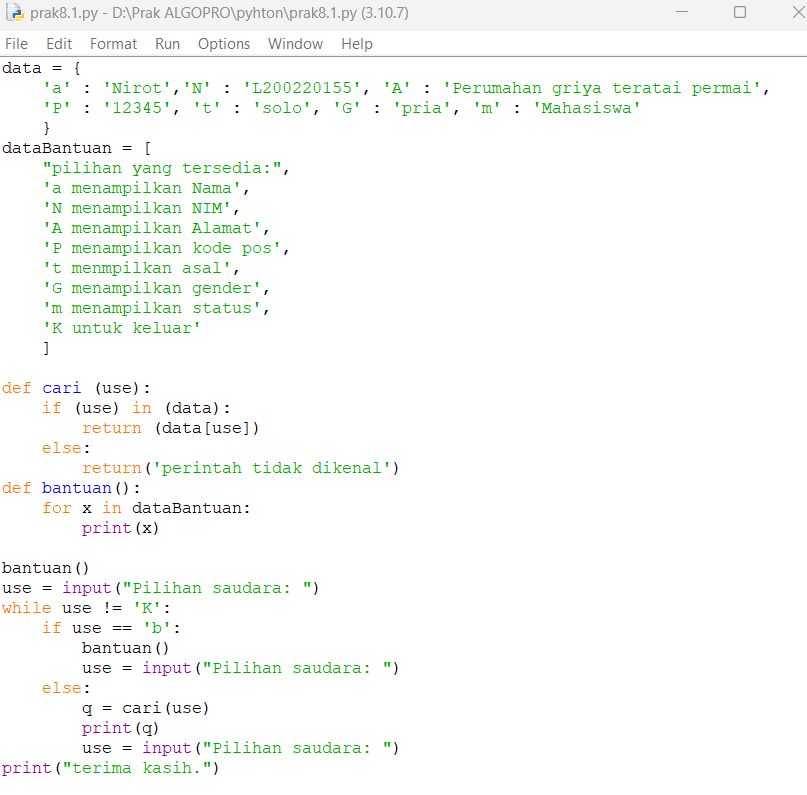 prak8.1.py - D:\Prak ALGOPRO\pyhton\prak8.1.py (3.10.7)
File Edit Format Run Options Window Help
data = {
    'a' : 'Nirot','N' : 'L200220155', 'A' : 'Perumahan griya teratai permai',
    'P' : '12345', 't' : 'solo', 'G' : 'pria', 'm' : 'Mahasiswa'
    }
dataBantuan = [
    "pilihan yang tersedia:",
    'a menampilkan Nama',
    'N menampilkan NIM',
    'A menampilkan Alamat',
    'P menampilkan kode pos',
    't menmpilkan asal',
    'G menampilkan gender',
    'm menampilkan status',
    'K untuk keluar'
    ]
def cari (use):
    if (use) in (data):
        return (data[use])
    else:
        return('perintah tidak dikenal')
def bantuan():
    for x in dataBantuan:
        print(x)
bantuan()
use = input("Pilihan saudara: ")
while use != 'K':
    if use == 'b':
        bantuan()
        use = input("Pilihan saudara: ")
    else:
        q = cari(use)
        print(q)
        use = input("Pilihan saudara: ")
print("terima kasih.")